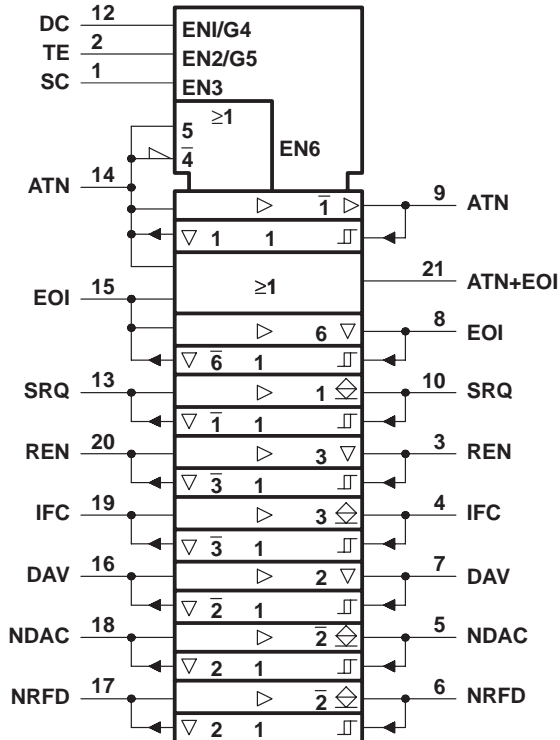 DC 12 EN1/G4
TE 2 EN2/G5
SC 1 EN3
≥1
5
4̅ EN6
ATN 14
▷ 1̅ ▷ 9 ATN
▽ 1 1
≥1 21 ATN+EOI
EOI 15
▷ 6 ▽ 8 EOI
▽ 6̅ 1
SRQ 13 ▷ 1 10 SRQ
▽ 1̅ 1
REN 20 ▷ 3 ▽ 3 REN
▽ 3̅ 1
IFC 19 ▷ 3 4 IFC
▽ 3̅ 1
DAV 16 ▷ 2 ▽ 7 DAV
▽ 2̅ 1
NDAC 18 ▷ 2̅ 5 NDAC
▽ 2 1
NRFD 17 ▷ 2̅ 6 NRFD
▽ 2 1